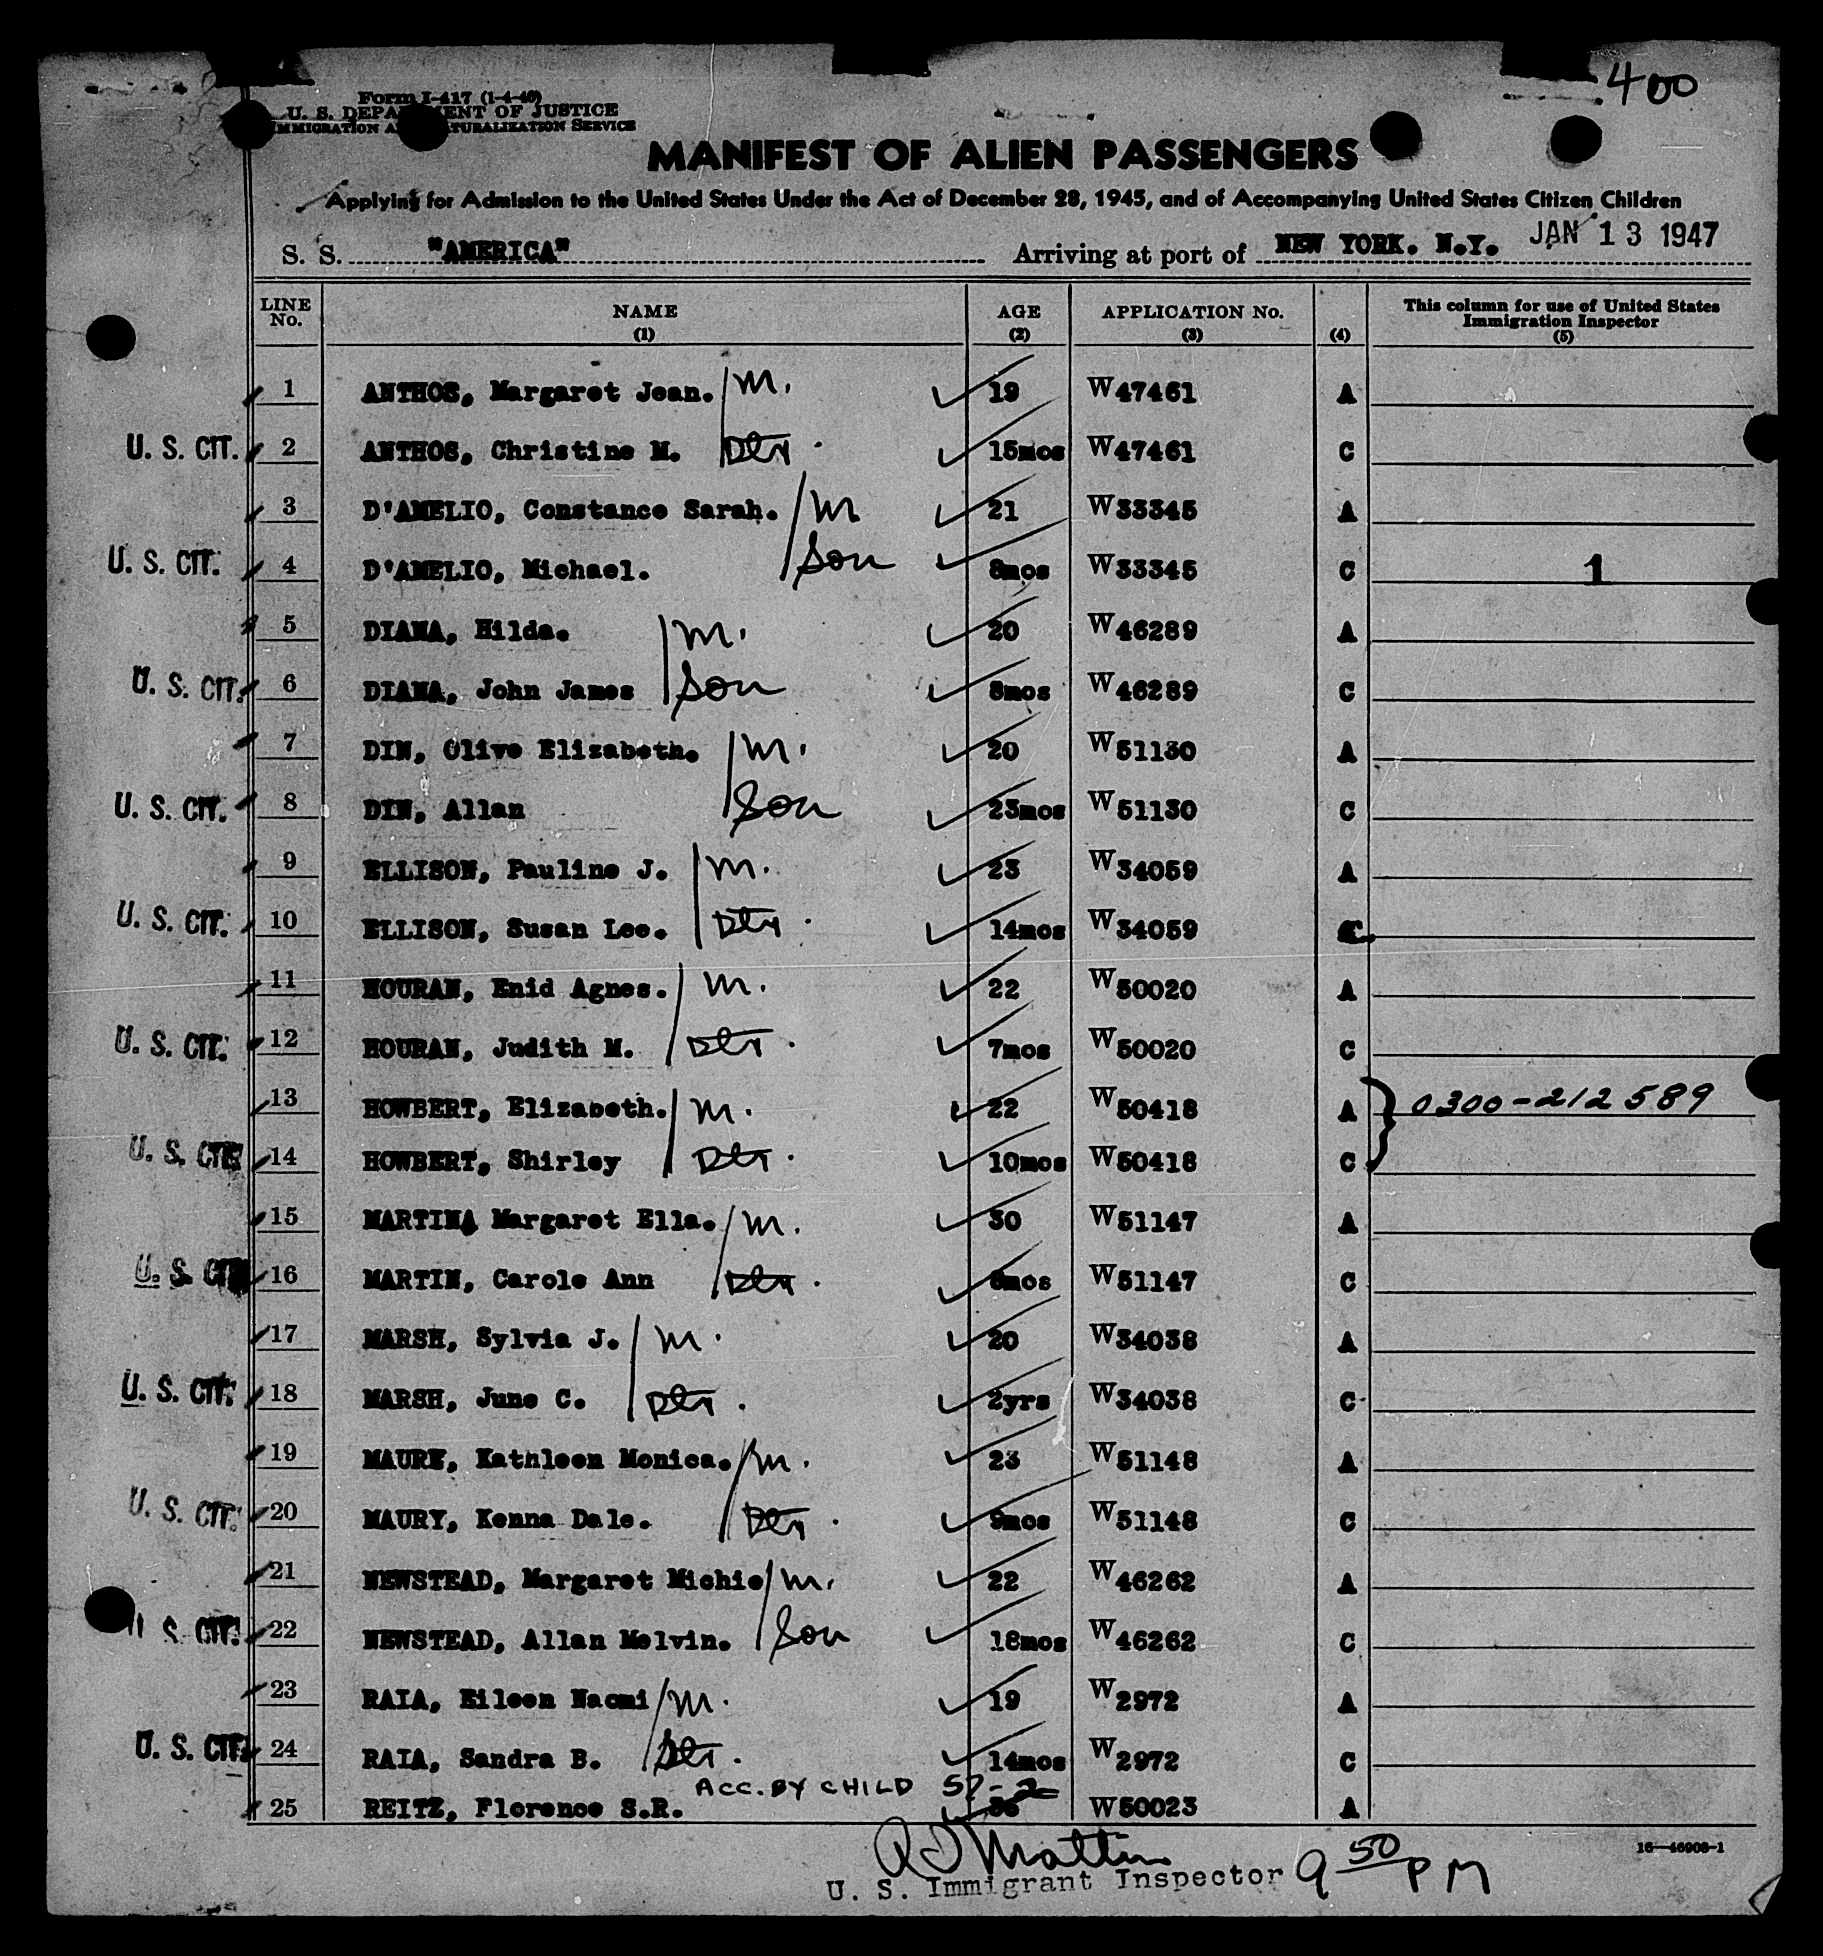 400
Form I-417 (1-4-46)
U. S. DEPARTMENT OF JUSTICE
IMMIGRATION AND NATURALIZATION SERVICE
MANIFEST OF ALIEN PASSENGERS
Applying for Admission to the United States Under the Act of December 28, 1945, and of Accompanying United States Citizen Children
S. S. "AMERICA" Arriving at port of NEW YORK. N.Y. JAN 13 1947
LINE No. NAME (1) AGE (2) APPLICATION No. (3) (4) This column for use of United States Immigration Inspector (5)
1 ANTHOS, Margaret Jean. M. 19 W47461 A
U. S. CIT. 2 ANTHOS, Christine M. Dtr. 15mos W47461 C
3 D'AMELIO, Constance Sarah. M 21 W33345 A
U. S. CIT. 4 D'AMELIO, Michael. Son 8mos W33345 C 1
5 DIANA, Hilda. M. 20 W46289 A
U. S. CIT. 6 DIANA, John James Son 8mos W46289 C
7 DIN, Olive Elizabeth. M. 20 W51130 A
U. S. CIT. 8 DIN, Allan Son 23mos W51130 C
9 ELLISON, Pauline J. M. 23 W34059 A
U. S. CIT. 10 ELLISON, Susan Lee. Dtr. 14mos W34059 C
11 HOURAN, Enid Agnes. M. 22 W50020 A
U. S. CIT. 12 HOURAN, Judith M. Dtr. 7mos W50020 C
13 HOWBERT, Elizabeth. M. 22 W50418 A 0300-212589
U. S. CIT. 14 HOWBERT, Shirley Dtr. 10mos W50418 C
15 MARTIN, Margaret Ella. M. 30 W51147 A
U. S. CIT. 16 MARTIN, Carole Ann Dtr. 6mos W51147 C
17 MARSH, Sylvia J. M. 20 W34038 A
U. S. CIT. 18 MARSH, June C. Dtr. 2yrs W34038 C
19 MAURY, Kathleen Monica. M. 23 W51148 A
U. S. CIT. 20 MAURY, Kenna Dale. Dtr. 9mos W51148 C
21 NEWSTEAD, Margaret Michie M. 22 W46262 A
U S. CIT. 22 NEWSTEAD, Allan Melvin. Son 18mos W46262 C
23 RAIA, Eileen Naomi M. 19 W2972 A
U. S. CIT. 24 RAIA, Sandra B. Dtr. 14mos W2972 C
ACC. BY CHILD 57-2
25 REITZ, Florence S.R. 36 W50023 A
16—46908-1
U. S. Immigrant Inspector 9 50 PM